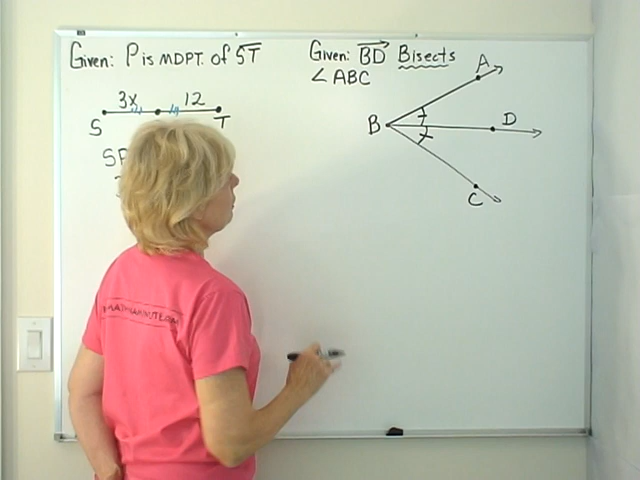 Given: P is MDPT. of ST
3x 12
S T
SP
Given: BD Bisects
∠ABC
A
B D
C